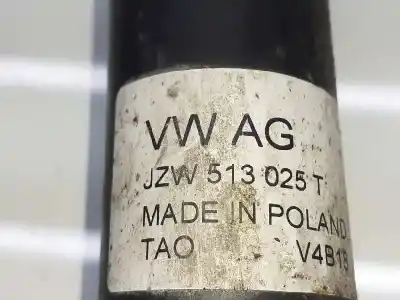 VW AG
JZW 513 025 T
MADE IN POLAND
TAO V4B13